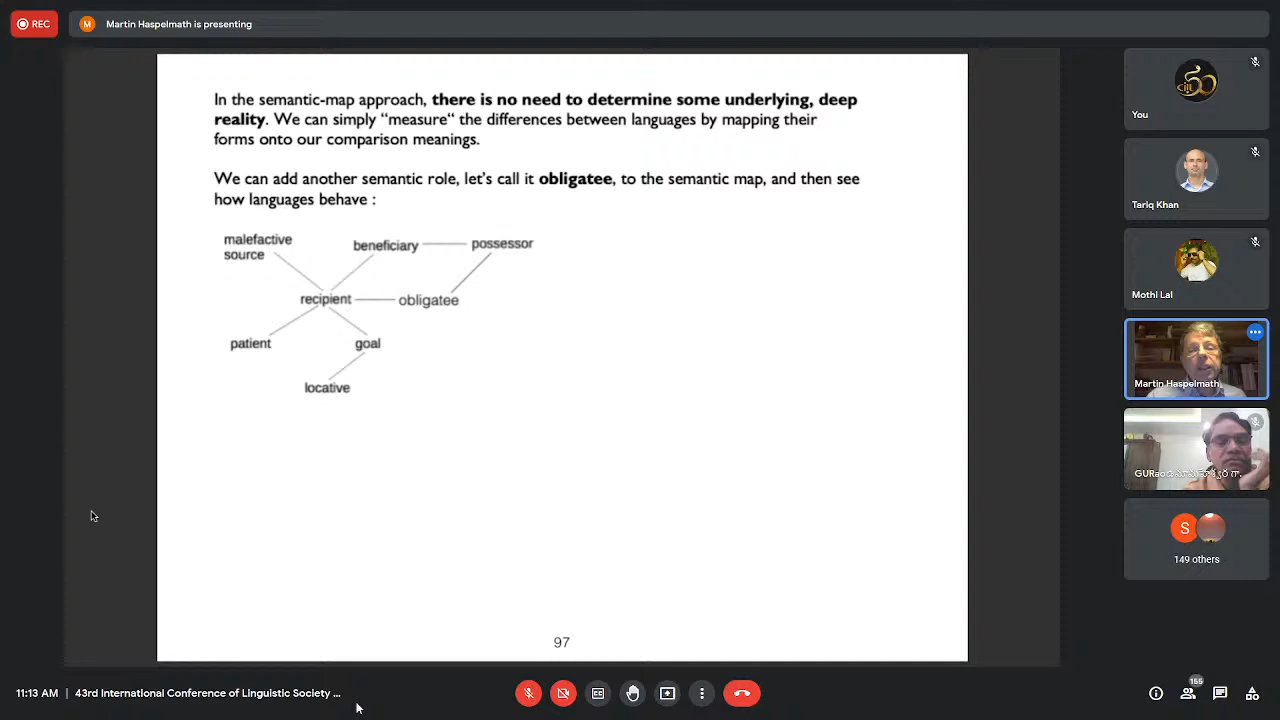 REC
M
Martin Haspelmath is presenting
In the semantic-map approach, there is no need to determine some underlying, deep
reality. We can simply “measure“ the differences between languages by mapping their
forms onto our comparison meanings.
We can add another semantic role, let’s call it obligatee, to the semantic map, and then see
how languages behave :
malefactive
source
beneficiary
possessor
recipient
obligatee
patient
goal
locative
97
You
Tariq Khan
Mothi Lal
Martin Haspelmath
S
149 others
11:13 AM | 43rd International Conference of Linguistic Society ...
156